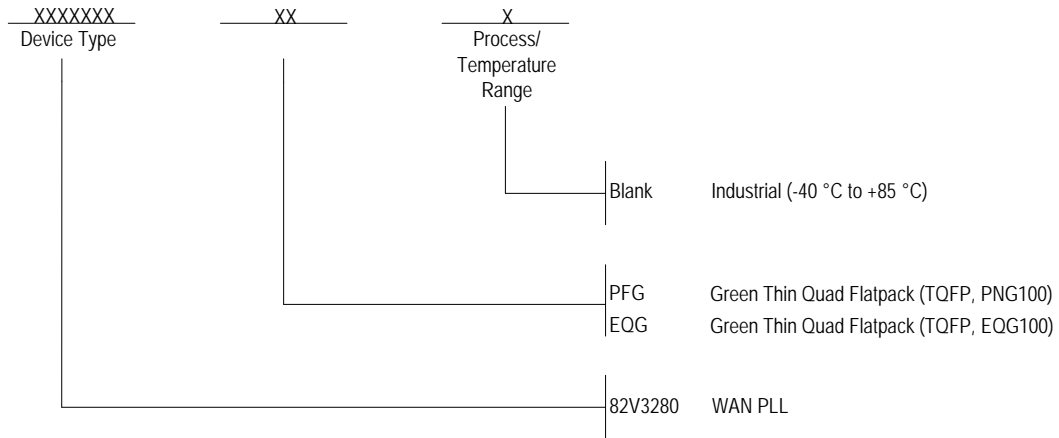 XXXXXXX XX X
Device Type
Process/
Temperature
Range
Blank Industrial (-40 °C to +85 °C)
PFG Green Thin Quad Flatpack (TQFP, PNG100)
EQG Green Thin Quad Flatpack (TQFP, EQG100)
82V3280 WAN PLL